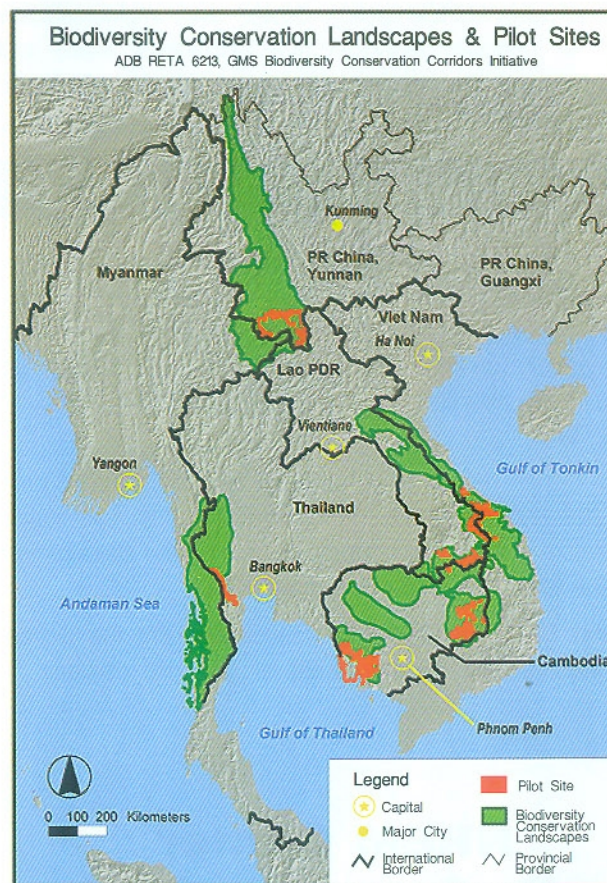 Biodiversity Conservation Landscapes & Pilot Sites
ADB RETA 6213, GMS Biodiversity Conservation Corridors Initiative
Kunming
Myanmar
PR China,
Yunnan
PR China,
Guangxi
Viet Nam
Ha Noi
Lao PDR
Vientiane
Gulf of Tonkin
Yangon
Thailand
Bangkok
Andaman Sea
Cambodia
Phnom Penh
Gulf of Thailand
0 100 200 Kilometers
Legend
Capital
Major City
International
Border
Pilot Site
Biodiversity
Conservation
Landscapes
Provincial
Border